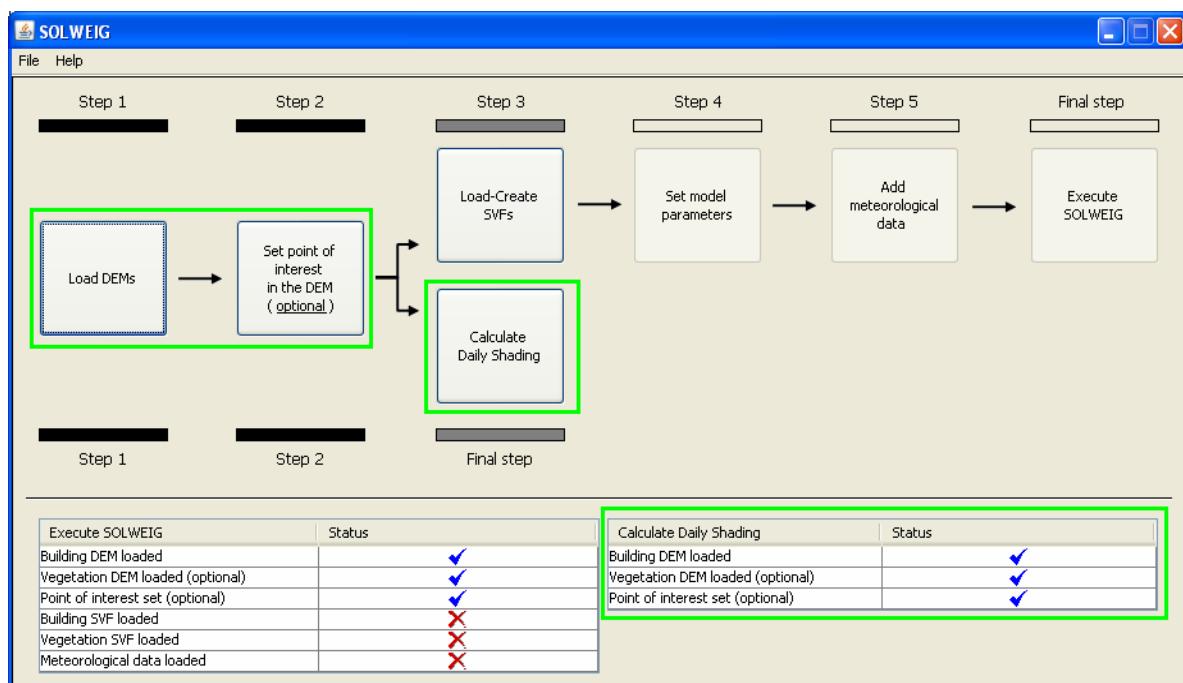 SOLWEIG
File Help
Step 1 Step 2 Step 3 Step 4 Step 5 Final step
Load DEMs
Set point of
interest
in the DEM
( optional )
Load-Create
SVFs
Calculate
Daily Shading
Set model
parameters
Add
meteorological
data
Execute
SOLWEIG
Step 1 Step 2 Final step
Execute SOLWEIG Status
Building DEM loaded
Vegetation DEM loaded (optional)
Point of interest set (optional)
Building SVF loaded
Vegetation SVF loaded
Meteorological data loaded
Calculate Daily Shading Status
Building DEM loaded
Vegetation DEM loaded (optional)
Point of interest set (optional)